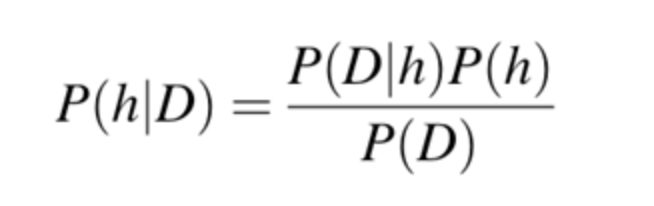 P(h|D) = P(D|h)P(h) / P(D)